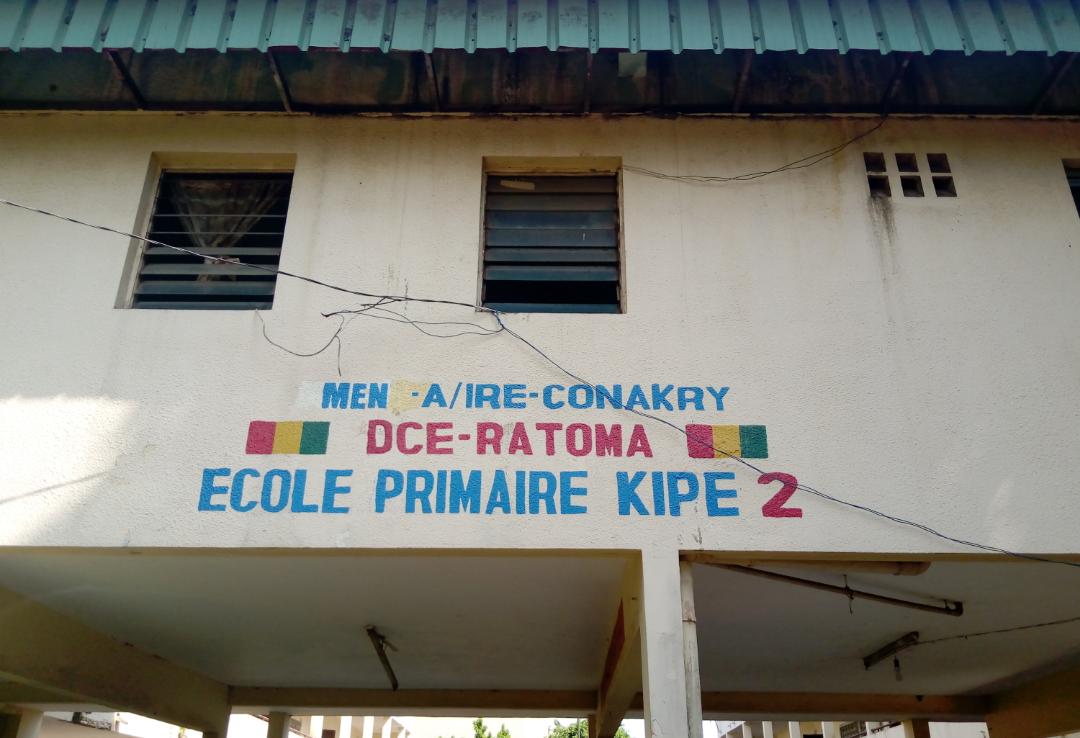 MEN -A/IRE-CONAKRY
DCE-RATOMA
ECOLE PRIMAIRE KIPE 2